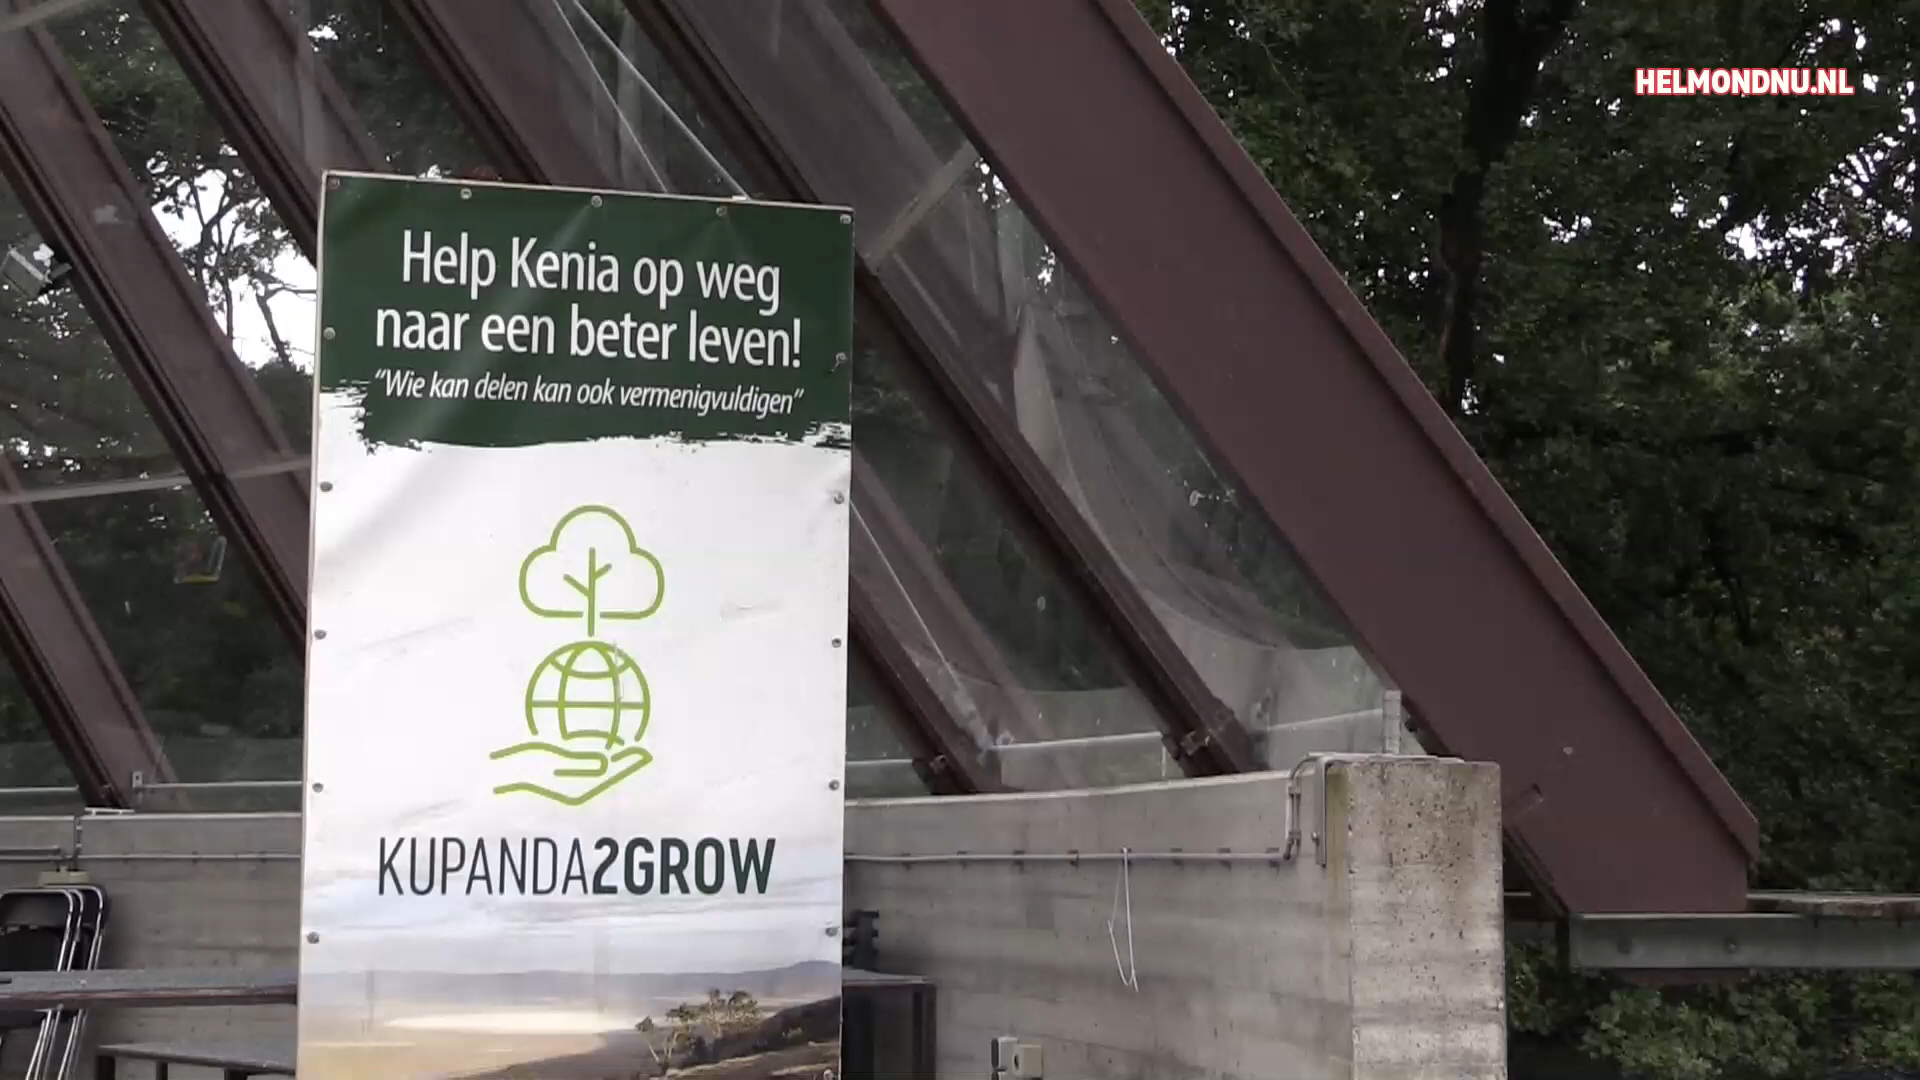 HELMONDNU.NL
Help Kenia op weg
naar een beter leven!
“Wie kan delen kan ook vermenigvuldigen”
KUPANDA2GROW